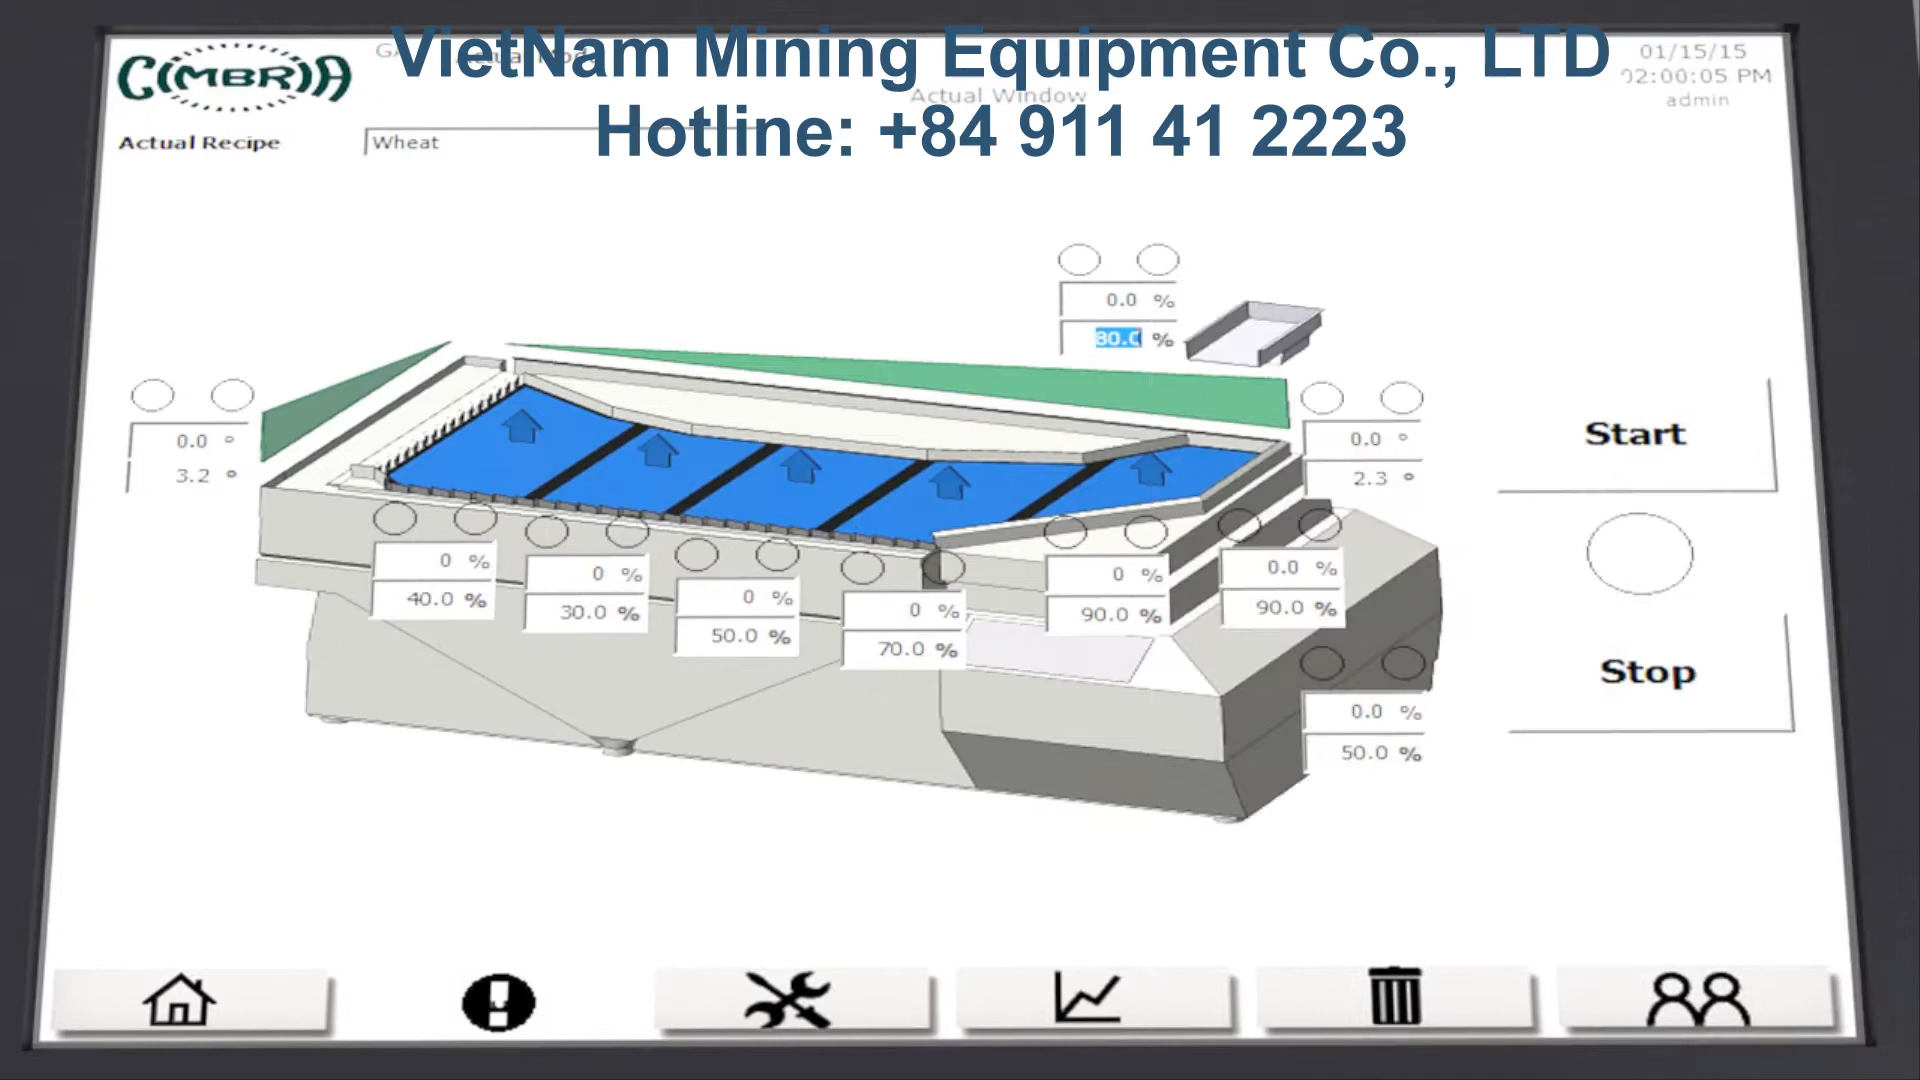 VietNam Mining Equipment Co., LTD
Hotline: +84 911 41 2223
CIMBRIA
Actual Window
01/15/15
02:00:05 PM
admin
Actual Recipe
Wheat
0.0 %
80.0 %
0.0 °
3.2 °
0.0 °
2.3 °
Start
0 %
40.0 %
0 %
30.0 %
0 %
50.0 %
0 %
70.0 %
0 %
90.0 %
0.0 %
90.0 %
Stop
0.0 %
50.0 %